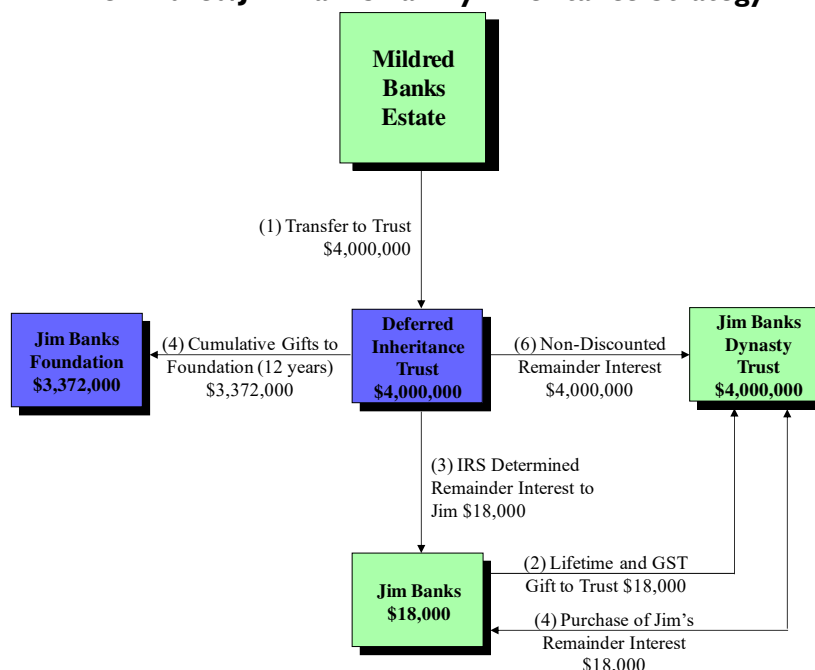 Mildred
Banks
Estate
(1) Transfer to Trust
$4,000,000
Jim Banks
Foundation
$3,372,000
(4) Cumulative Gifts to
Foundation (12 years)
$3,372,000
Deferred
Inheritance
Trust
$4,000,000
(6) Non-Discounted
Remainder Interest
$4,000,000
Jim Banks
Dynasty
Trust
$4,000,000
(3) IRS Determined
Remainder Interest to
Jim $18,000
Jim Banks
$18,000
(2) Lifetime and GST
Gift to Trust $18,000
(4) Purchase of Jim's
Remainder Interest
$18,000